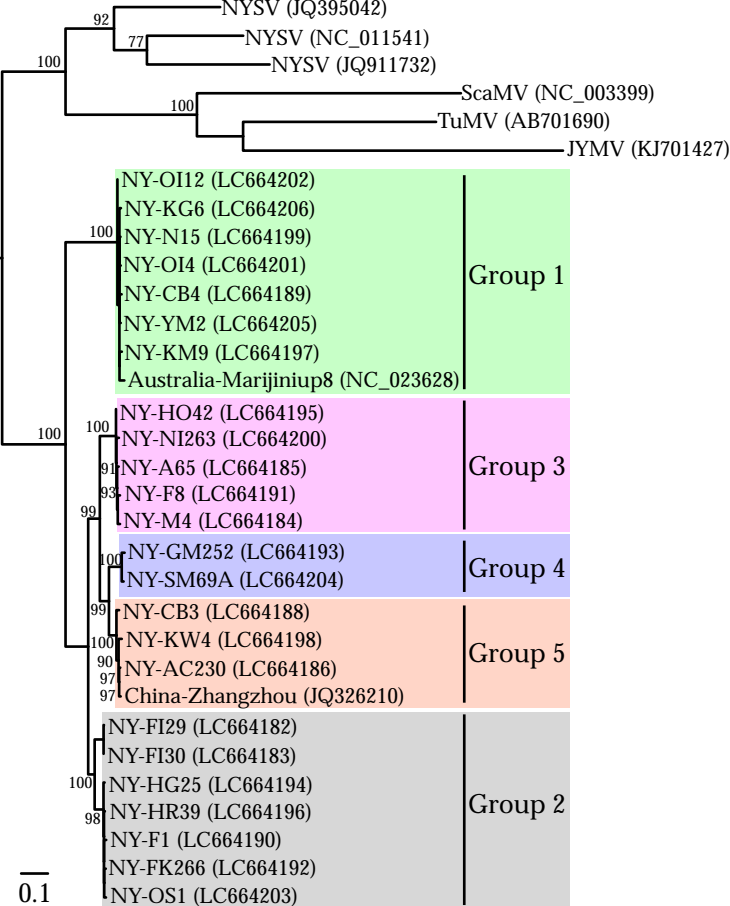 NYSV (JQ395042)
92
NYSV (NC_011541)
77
NYSV (JQ911732)
100
ScaMV (NC_003399)
100
TuMV (AB701690)
JYMV (KJ701427)
NY-OI12 (LC664202)
NY-KG6 (LC664206)
100
NY-N15 (LC664199)
NY-OI4 (LC664201)
Group 1
NY-CB4 (LC664189)
NY-YM2 (LC664205)
NY-KM9 (LC664197)
Australia-Marijiniup8 (NC_023628)
NY-HO42 (LC664195)
100
100
NY-NI263 (LC664200)
91
NY-A65 (LC664185)
Group 3
93
NY-F8 (LC664191)
99
NY-M4 (LC664184)
NY-GM252 (LC664193)
100
Group 4
NY-SM69A (LC664204)
99
NY-CB3 (LC664188)
100
NY-KW4 (LC664198)
Group 5
90
NY-AC230 (LC664186)
97
97
China-Zhangzhou (JQ326210)
NY-FI29 (LC664182)
NY-FI30 (LC664183)
100
NY-HG25 (LC664194)
Group 2
98
NY-HR39 (LC664196)
NY-F1 (LC664190)
NY-FK266 (LC664192)
NY-OS1 (LC664203)
0.1